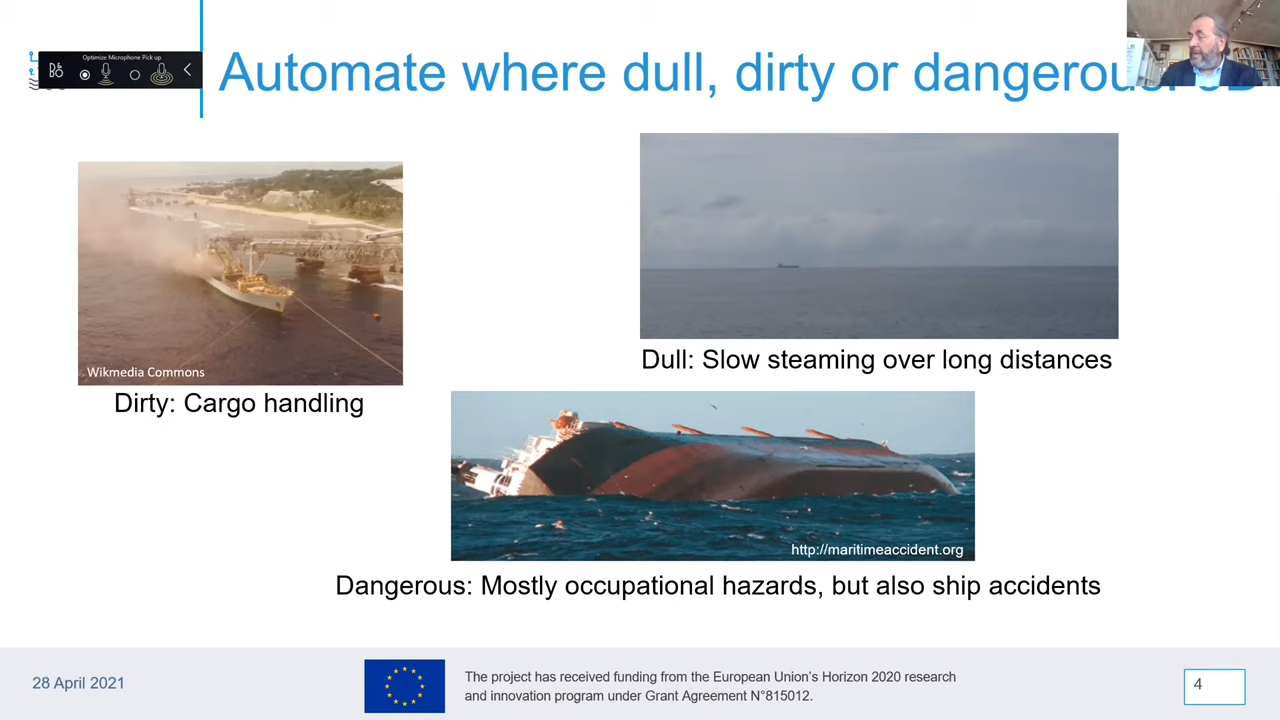 Optimize Microphone Pick up
Automate where dull, dirty or dangerous:
Wikmedia Commons
Dirty: Cargo handling
Dull: Slow steaming over long distances
http://maritimeaccident.org
Dangerous: Mostly occupational hazards, but also ship accidents
28 April 2021
The project has received funding from the European Union's Horizon 2020 research
and innovation program under Grant Agreement N°815012.
4